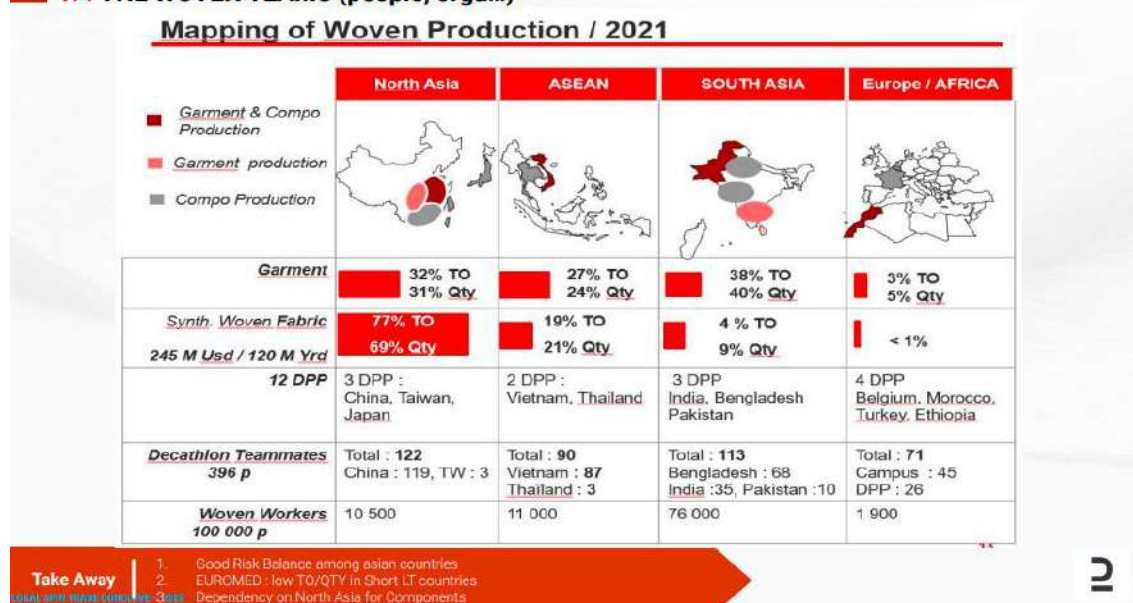 Mapping of Woven Production / 2021
North Asia
ASEAN
SOUTH ASIA
Europe / AFRICA
Garment & Compo
Production
Garment production
Compo Production
Garment
32% TO
31% Qty
27% TO
24% Qty
38% TO
40% Qty
3% TO
5% Qty
Synth. Woven Fabric
245 M Usd / 120 M Yrd
77% TO
69% Qty
19% TO
21% Qty
4 % TO
9% Qty
< 1%
12 DPP
3 DPP :
China, Taiwan,
Japan
2 DPP :
Vietnam, Thailand
3 DPP
India, Bengladesh
Pakistan
4 DPP
Belgium, Morocco,
Turkey, Ethiopia
Decathlon Teammates
396 p
Total : 122
China : 119, TW : 3
Total : 90
Vietnam : 87
Thaïland : 3
Total : 113
Bengladesh : 68
India :35, Pakistan :10
Total : 71
Campus : 45
DPP : 26
Woven Workers
100 000 p
10 500
11 000
76 000
1 900
Take Away
1. Good Risk Balance among asian countries
2. EUROMED : low TO/QTY in Short LT countries
3. Dependency on North Asia for Components